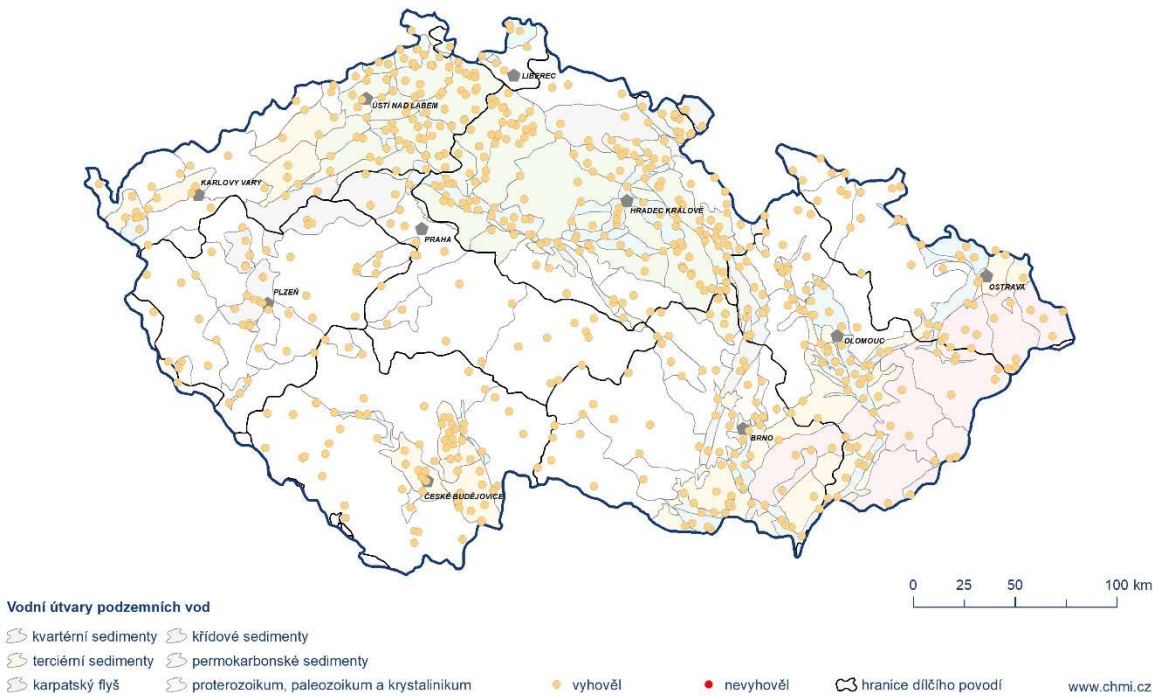 LIBEREC
ÚSTÍ NAD LABEM
KARLOVY VARY
HRADEC KRÁLOVÉ
PRAHA
OSTRAVA
PLZEŇ
OLOMOUC
BRNO
ČESKÉ BUDĚJOVICE
0 25 50 100 km
Vodní útvary podzemních vod
kvartérní sedimenty křídové sedimenty
terciérní sedimenty permokarbonské sedimenty
karpatský flyš proterozoikum, paleozoikum a krystalinikum vyhověl nevyhověl hranice dílčího povodí www.chmi.cz